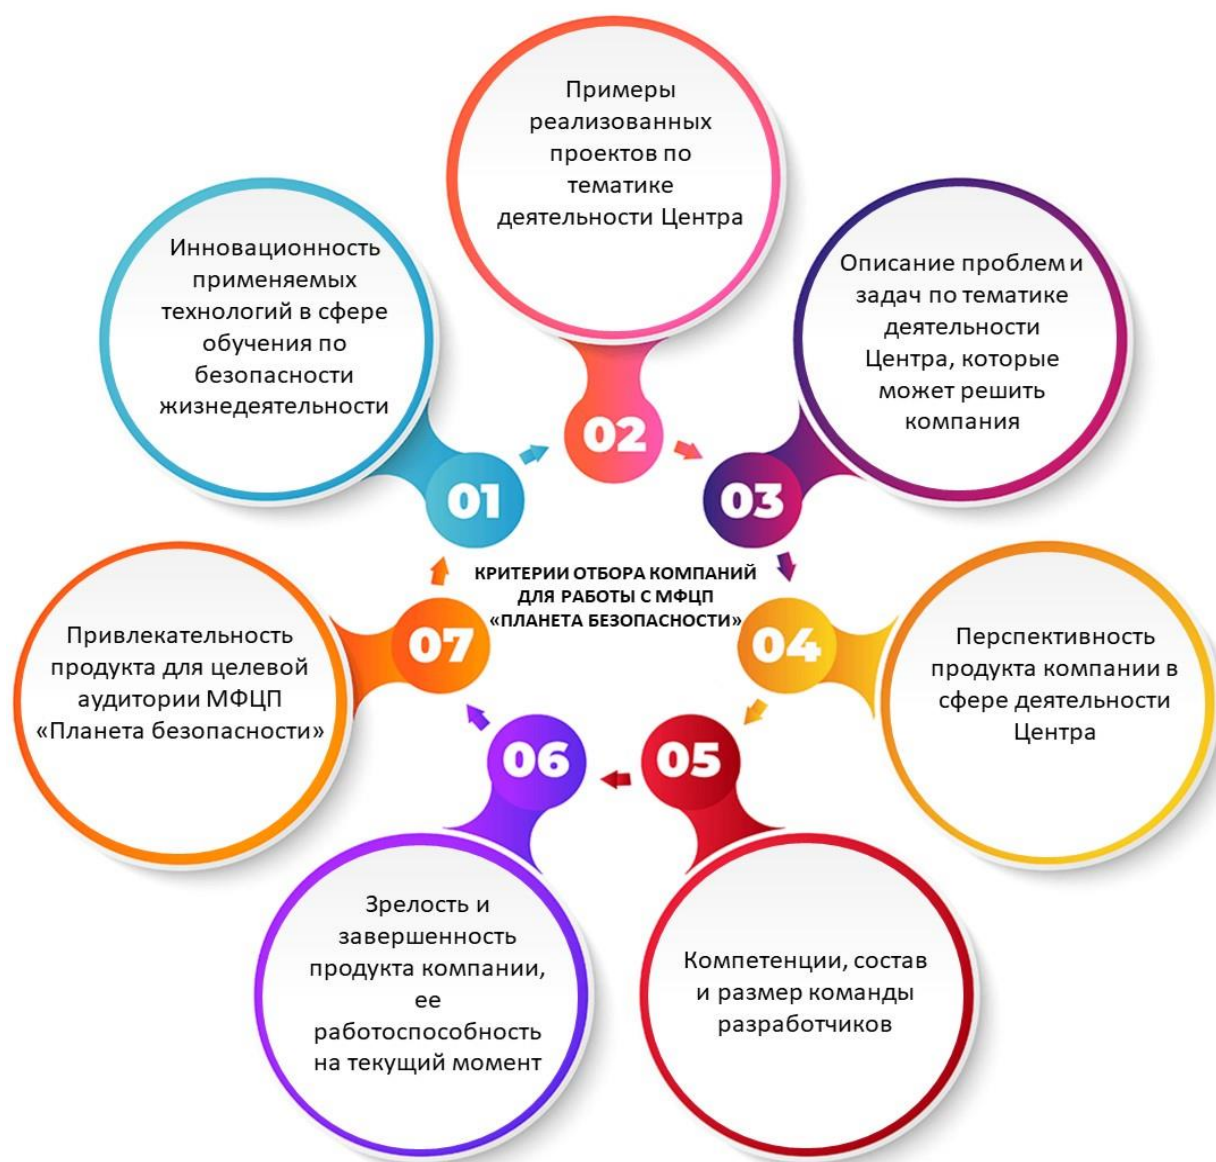 Примеры
реализованных
проектов по
тематике
деятельности Центра
Инновационность
применяемых
технологий в сфере
обучения по
безопасности
жизнедеятельности
Описание проблем и
задач по тематике
деятельности
Центра, которые
может решить
компания
02
01
03
КРИТЕРИИ ОТБОРА КОМПАНИЙ
ДЛЯ РАБОТЫ С МФЦП
«ПЛАНЕТА БЕЗОПАСНОСТИ»
Привлекательность
продукта для целевой
аудитории МФЦП
«Планета безопасности»
07
04
Перспективность
продукта компании в
сфере деятельности
Центра
06
05
Зрелость и
завершенность
продукта компании,
ее
работоспособность
на текущий момент
Компетенции, состав
и размер команды
разработчиков